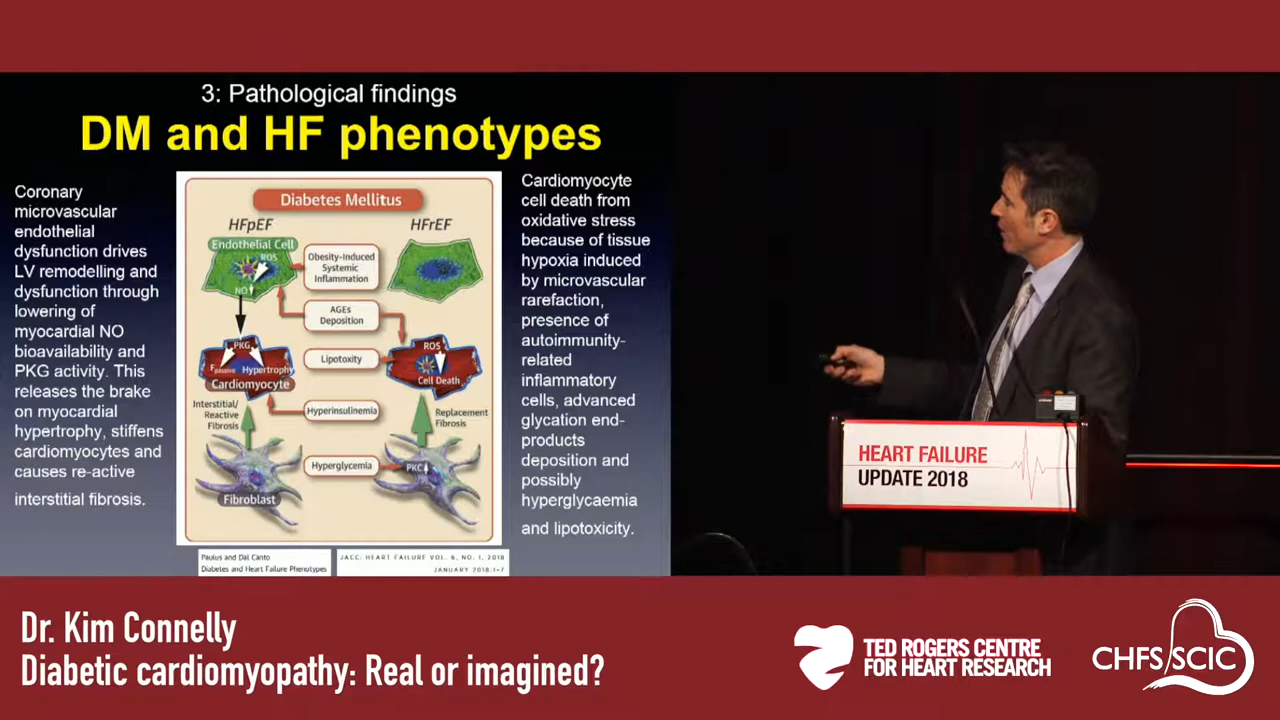 3: Pathological findings
DM and HF phenotypes
Coronary
microvascular
endothelial
dysfunction drives
LV remodelling and
dysfunction through
lowering of
myocardial NO
bioavailability and
PKG activity. This
releases the brake
on myocardial
hypertrophy, stiffens
cardiomyocytes and
causes re-active
interstitial fibrosis.
Diabetes Mellitus
HFpEF
HFrEF
Endothelial Cell
ROS
NO
Obesity-Induced
Systemic
Inflammation
AGEs
Deposition
PKG
Fpassive
Hypertrophy
Cardiomyocyte
Lipotoxity
ROS
Cell Death
Interstitial/
Reactive
Fibrosis
Hyperinsulinemia
Replacement
Fibrosis
Hyperglycemia
PKC
Fibroblast
Cardiomyocyte
cell death from
oxidative stress
because of tissue
hypoxia induced
by microvascular
rarefaction,
presence of
autoimmunity-
related
inflammatory
cells, advanced
glycation end-
products
deposition and
possibly
hyperglycaemia
and lipotoxicity.
Paulus and Dal Canto
Diabetes and Heart Failure Phenotypes
JACC: HEART FAILURE VOL. 6, NO. 1, 2018
JANUARY 2018:1-7
HEART FAILURE
UPDATE 2018
Dr. Kim Connelly
Diabetic cardiomyopathy: Real or imagined?
TED ROGERS CENTRE
FOR HEART RESEARCH
CHFS/SCIC